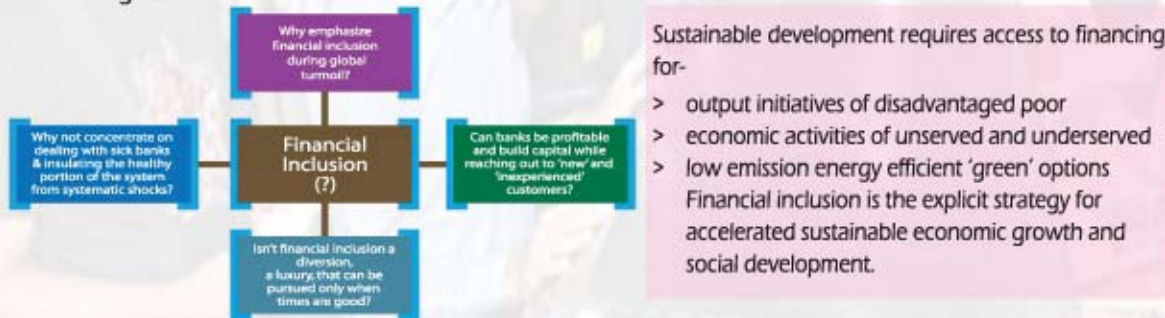 Why emphasize
financial inclusion
during global
turmoil?
Why not concentrate on
dealing with sick banks
& insulating the healthy
portion of the system
from systematic shocks?
Financial
Inclusion
(?)
Can banks be profitable
and build capital while
reaching out to 'new' and
'inexperienced'
customers?
Isn't financial inclusion a
diversion,
a luxury, that can be
pursued only when
times are good?
Sustainable development requires access to financing
for-
> output initiatives of disadvantaged poor
> economic activities of unserved and underserved
> low emission energy efficient 'green' options
Financial inclusion is the explicit strategy for
accelerated sustainable economic growth and
social development.